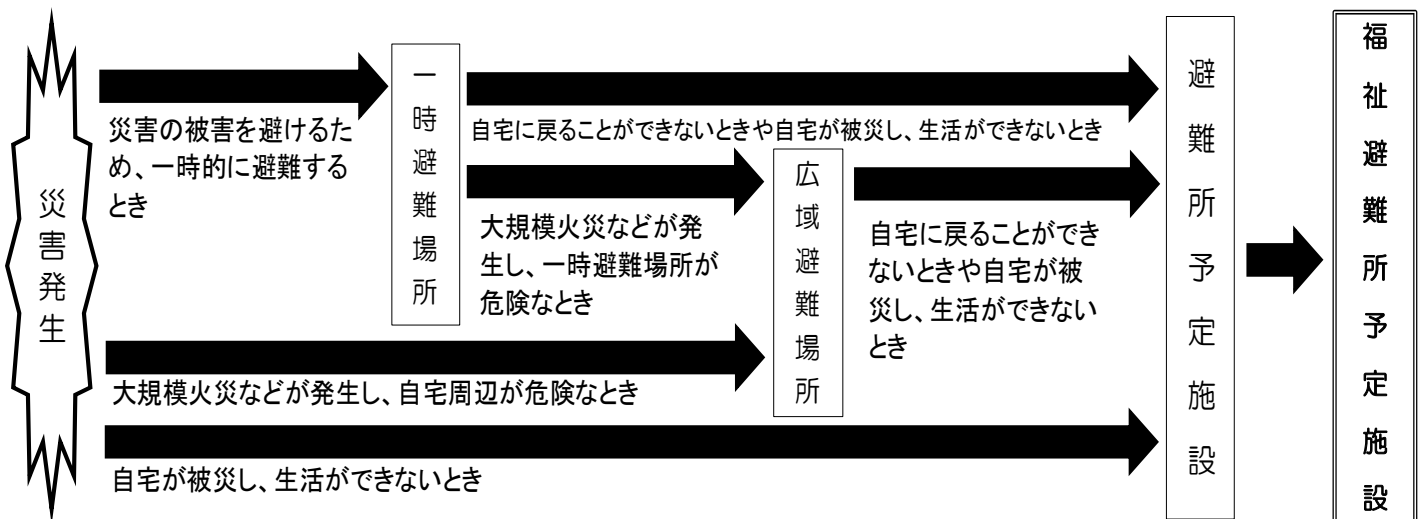 災害発生
災害の被害を避けるた
め、一時的に避難する
とき
一時避難場所
自宅に戻ることができないときや自宅が被災し、生活ができないとき
大規模火災などが発
生し、一時避難場所が
危険なとき
広域避難場所
自宅に戻ることができ
ないときや自宅が被
災し、生活ができない
とき
大規模火災などが発生し、自宅周辺が危険なとき
自宅が被災し、生活ができないとき
避難所予定施設
福祉避難所予定施設